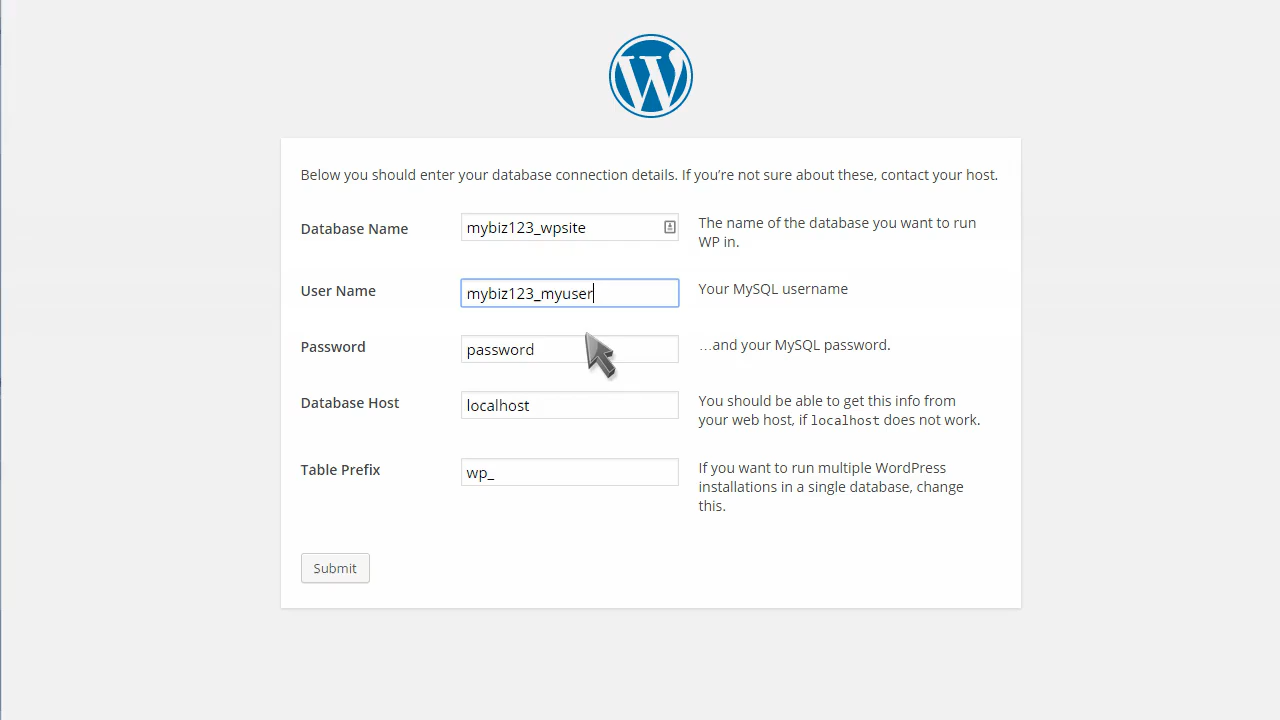 Below you should enter your database connection details. If you’re not sure about these, contact your host.
Database Name
mybiz123_wpsite
The name of the database you want to run
WP in.
User Name
mybiz123_myuser
Your MySQL username
Password
password
…and your MySQL password.
Database Host
localhost
You should be able to get this info from
your web host, if localhost does not work.
Table Prefix
wp_
If you want to run multiple WordPress
installations in a single database, change
this.
Submit